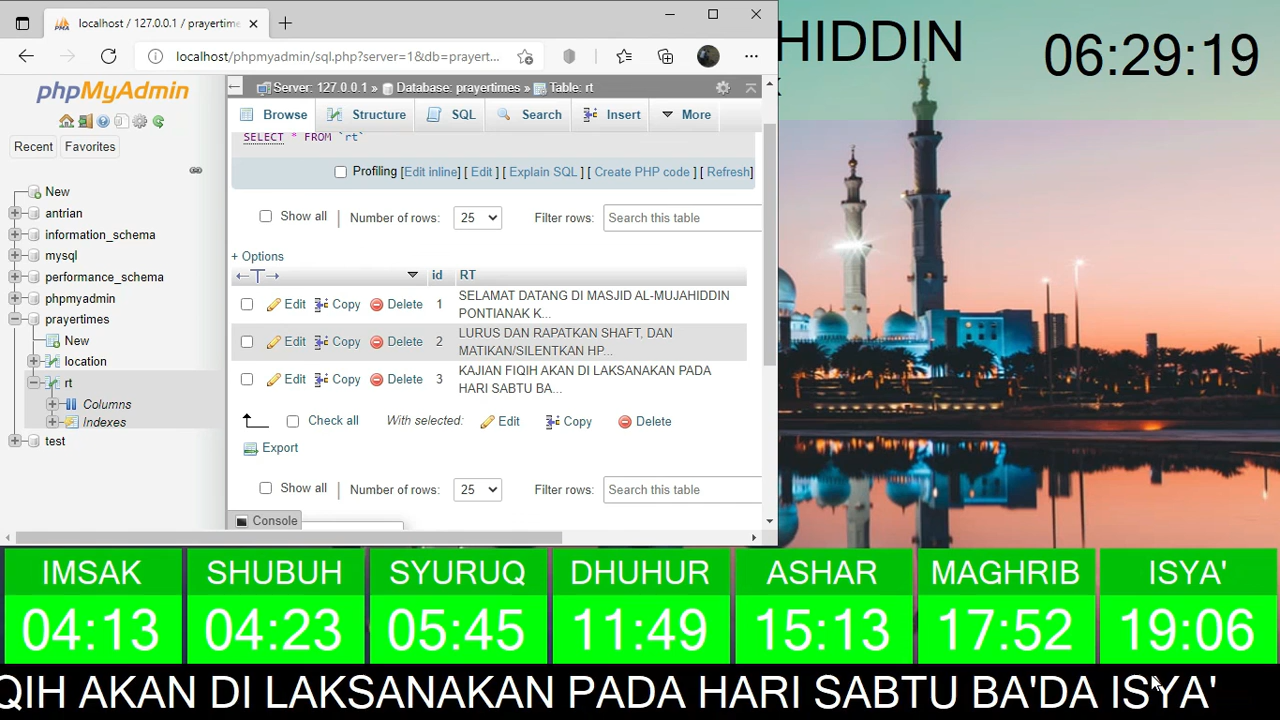 localhost / 127.0.0.1 / prayertim
HIDDIN
06:29:19
localhost/phpmyadmin/sql.php?server=1&db=prayert...
phpMyAdmin
Recent
Favorites
New
antrian
information_schema
mysql
performance_schema
phpmyadmin
prayertimes
New
location
rt
Columns
Indexes
test
Server: 127.0.0.1 » Database: prayertimes » Table: rt
Browse Structure SQL Search Insert More
SELECT * FROM `rt`
Profiling [Edit inline] [ Edit ] [ Explain SQL ] [ Create PHP code ] [ Refresh]
Show all Number of rows: 25 Filter rows: Search this table
+ Options
←T→ id RT
Edit Copy Delete 1 SELAMAT DATANG DI MASJID AL-MUJAHIDDIN
PONTIANAK K...
Edit Copy Delete 2 LURUS DAN RAPATKAN SHAFT, DAN
MATIKAN/SILENTKAN HP...
Edit Copy Delete 3 KAJIAN FIQIH AKAN DI LAKSANAKAN PADA
HARI SABTU BA...
Check all With selected: Edit Copy Delete
Export
Show all Number of rows: 25 Filter rows: Search this table
Console
IMSAK SHUBUH SYURUQ DHUHUR ASHAR MAGHRIB ISYA'
04:13 04:23 05:45 11:49 15:13 17:52 19:06
QIH AKAN DI LAKSANAKAN PADA HARI SABTU BA'DA ISYA'